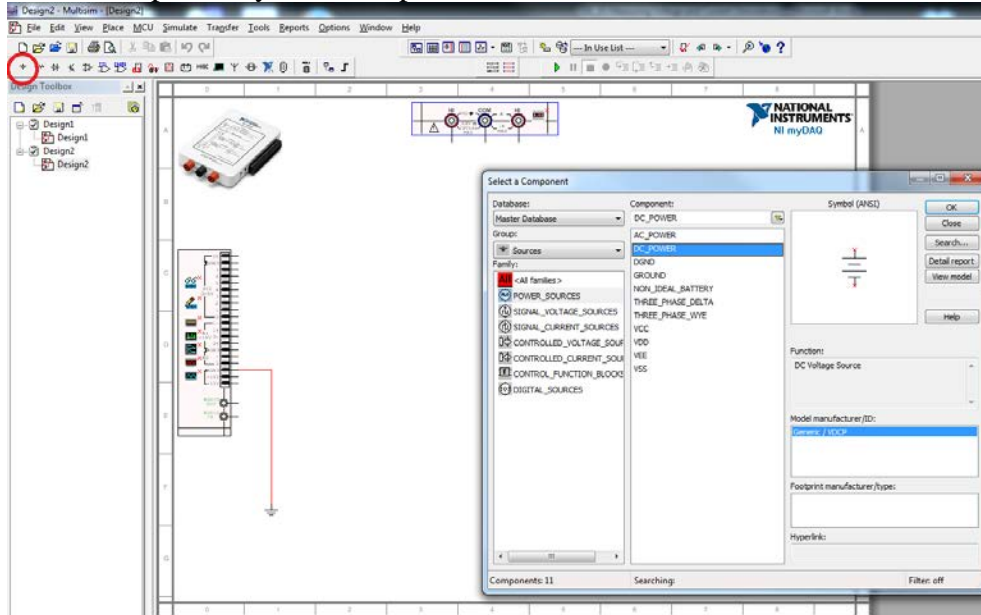 Design2 - Multisim - [Design2]
File Edit View Place MCU Simulate Transfer Tools Reports Options Window Help
--- In Use List ---
Design Toolbox
Design1
Design1
Design2
Design2
HI COM HI
NATIONAL
INSTRUMENTS
NI myDAQ
Select a Component
Database:
Master Database
Group:
Sources
Family:
All <All families>
POWER_SOURCES
SIGNAL_VOLTAGE_SOURCES
SIGNAL_CURRENT_SOURCES
CONTROLLED_VOLTAGE_SOUR
CONTROLLED_CURRENT_SOU
CONTROL_FUNCTION_BLOCKS
DIGITAL_SOURCES
Component:
DC_POWER
AC_POWER
DC_POWER
DGND
GROUND
NON_IDEAL_BATTERY
THREE_PHASE_DELTA
THREE_PHASE_WYE
VCC
VDD
VEE
VSS
Symbol (ANSI)
OK
Close
Search...
Detail report
View model
Help
Function:
DC Voltage Source
Model manufacturer/ID:
Generic / VDCP
Footprint manufacturer/type:
Hyperlink:
Components: 11 Searching: Filter: off